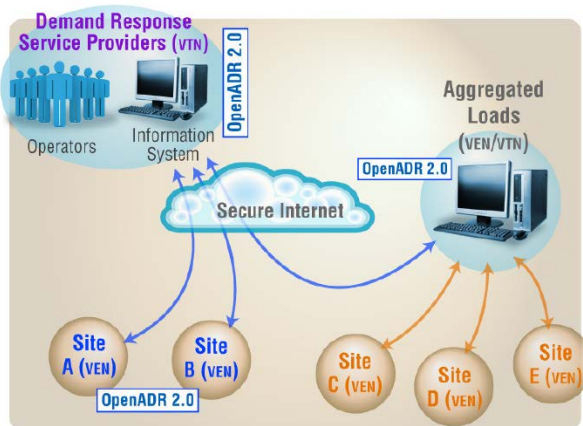 Demand Response
Service Providers (VTN)
OpenADR 2.0
Operators
Information
System
Secure Internet
Aggregated
Loads
(VEN/VTN)
OpenADR 2.0
Site
A (VEN)
Site
B (VEN)
OpenADR 2.0
Site
C (VEN)
Site
D (VEN)
Site
E (VEN)